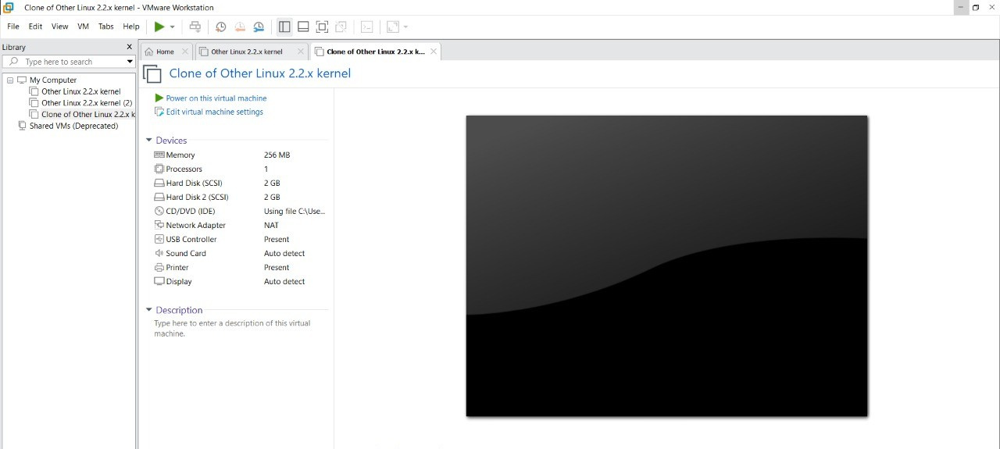 Clone of Other Linux 2.2.x kernel - VMware Workstation
File Edit View VM Tabs Help
Library X
Type here to search
My Computer
Other Linux 2.2.x kernel
Other Linux 2.2.x kernel (2)
Clone of Other Linux 2.2.x k
Shared VMs (Deprecated)
Home Other Linux 2.2.x kernel Clone of Other Linux 2.2.x k...
Clone of Other Linux 2.2.x kernel
Power on this virtual machine
Edit virtual machine settings
Devices
Memory 256 MB
Processors 1
Hard Disk (SCSI) 2 GB
Hard Disk 2 (SCSI) 2 GB
CD/DVD (IDE) Using file C:\Use...
Network Adapter NAT
USB Controller Present
Sound Card Auto detect
Printer Present
Display Auto detect
Description
Type here to enter a description of this virtual
machine.